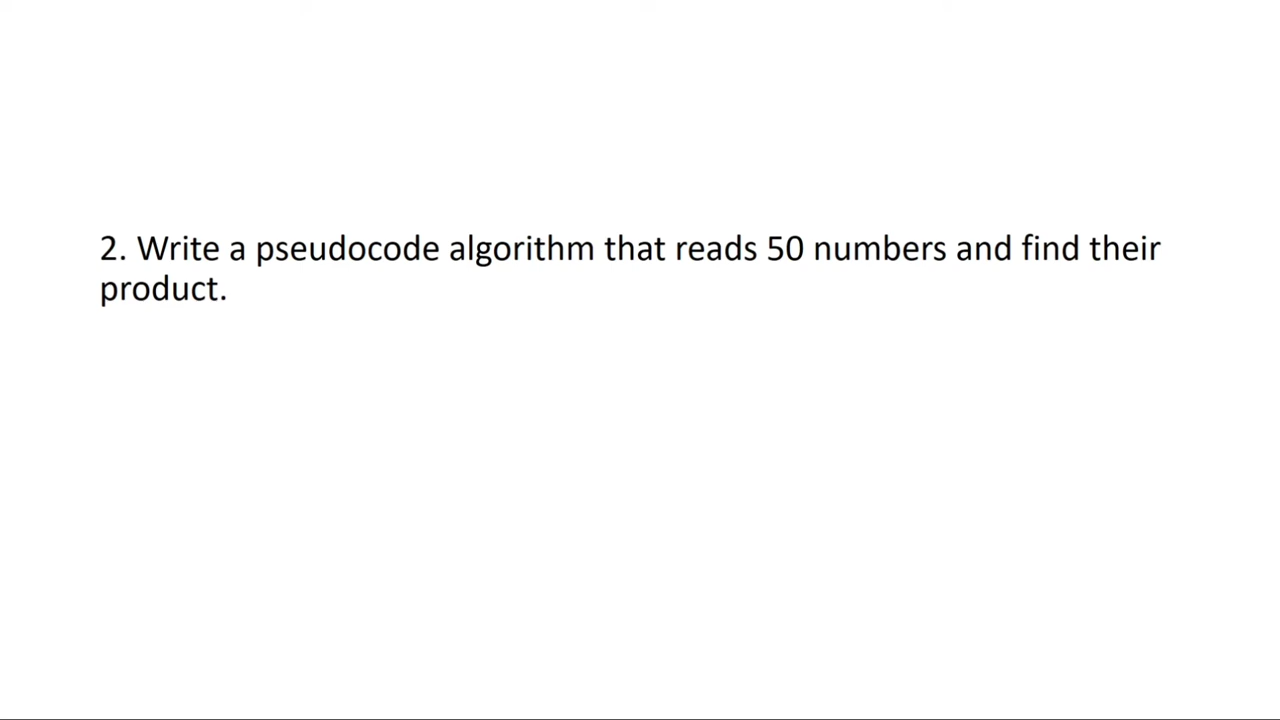 2. Write a pseudocode algorithm that reads 50 numbers and find their
product.